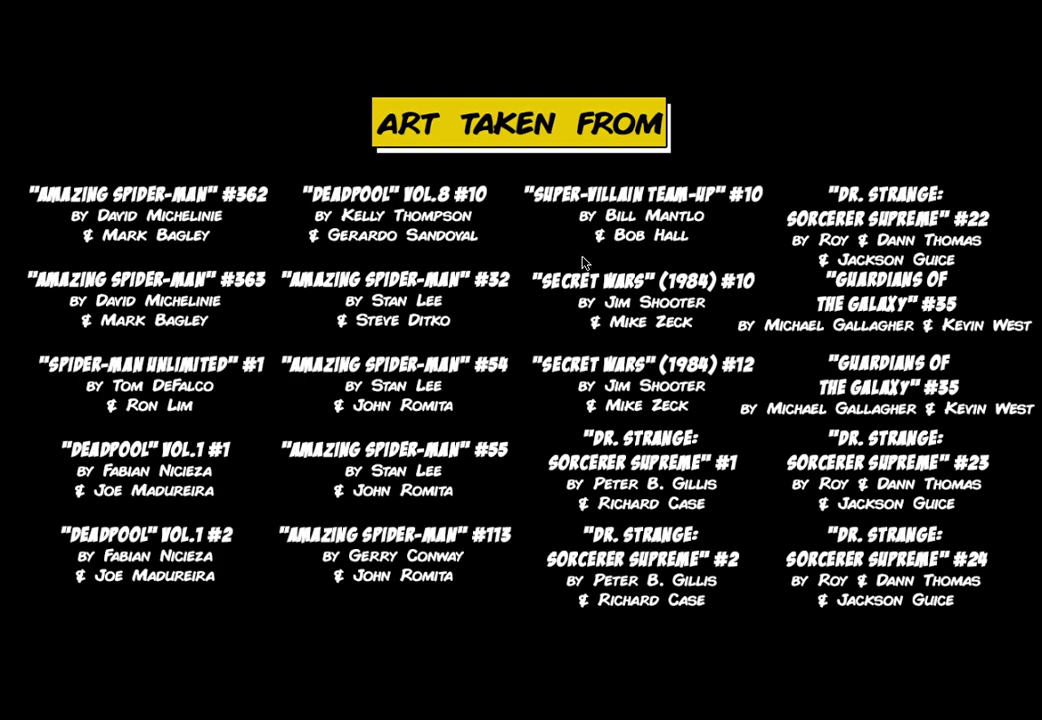 ART TAKEN FROM
"AMAZING SPIDER-MAN" #362
BY DAVID MICHELINIE
& MARK BAGLEY
"AMAZING SPIDER-MAN" #363
BY DAVID MICHELINIE
& MARK BAGLEY
"SPIDER-MAN UNLIMITED" #1
BY TOM DEFALCO
& RON LIM
"DEADPOOL" VOL.1 #1
BY FABIAN NICIEZA
& JOE MADUREIRA
"DEADPOOL" VOL.1 #2
BY FABIAN NICIEZA
& JOE MADUREIRA
"DEADPOOL" VOL.8 #10
BY KELLY THOMPSON
& GERARDO SANDOVAL
"AMAZING SPIDER-MAN" #32
BY STAN LEE
& STEVE DITKO
"AMAZING SPIDER-MAN" #54
BY STAN LEE
& JOHN ROMITA
"AMAZING SPIDER-MAN" #55
BY STAN LEE
& JOHN ROMITA
"AMAZING SPIDER-MAN" #113
BY GERRY CONWAY
& JOHN ROMITA
"SUPER-VILLAIN TEAM-UP" #10
BY BILL MANTLO
& BOB HALL
"SECRET WARS" (1984) #10
BY JIM SHOOTER
& MIKE ZECK
"SECRET WARS" (1984) #12
BY JIM SHOOTER
& MIKE ZECK
"DR. STRANGE:
SORCERER SUPREME" #1
BY PETER B. GILLIS
& RICHARD CASE
"DR. STRANGE:
SORCERER SUPREME" #2
BY PETER B. GILLIS
& RICHARD CASE
"DR. STRANGE:
SORCERER SUPREME" #22
BY ROY & DANN THOMAS
& JACKSON GUICE
"GUARDIANS OF
THE GALAXY" #35
BY MICHAEL GALLAGHER & KEVIN WEST
"GUARDIANS OF
THE GALAXY" #35
BY MICHAEL GALLAGHER & KEVIN WEST
"DR. STRANGE:
SORCERER SUPREME" #23
BY ROY & DANN THOMAS
& JACKSON GUICE
"DR. STRANGE:
SORCERER SUPREME" #24
BY ROY & DANN THOMAS
& JACKSON GUICE